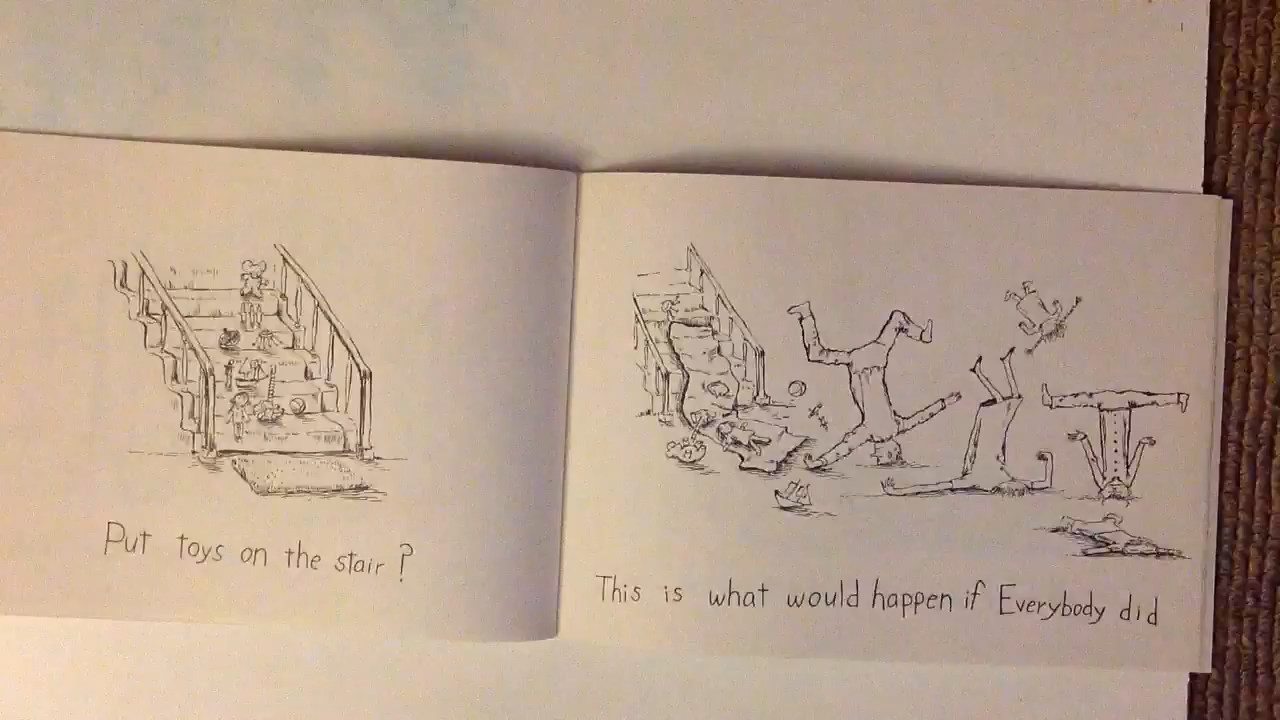 Put toys on the stair?
This is what would happen if Everybody did